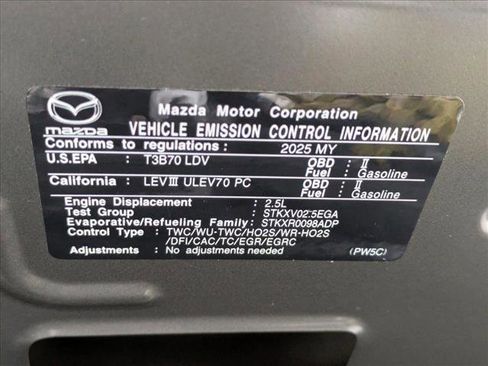 mazda
Mazda Motor Corporation
VEHICLE EMISSION CONTROL INFORMATION
Conforms to regulations : 2025 MY
U.S.EPA : T3B70 LDV OBD : II
Fuel : Gasoline
California : LEVIII ULEV70 PC OBD : II
Fuel : Gasoline
Engine Displacement : 2.5L
Test Group : STKXV02.5EGA
Evaporative/Refueling Family: STKXR0098ADP
Control Type : TWC/WU-TWC/HO2S/WR-HO2S
/DFI/CAC/TC/EGR/EGRC
Adjustments : No adjustments needed (PW5C)